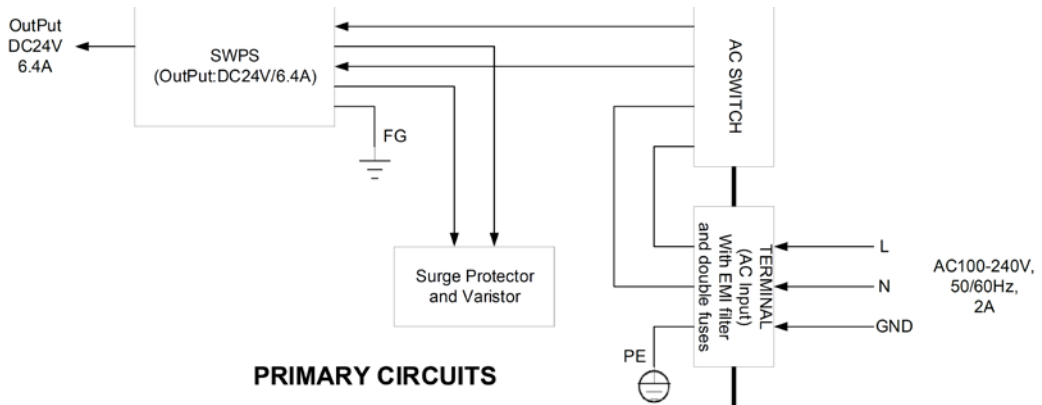 OutPut
DC24V
6.4A
SWPS
(OutPut:DC24V/6.4A)
AC SWITCH
FG
Surge Protector
and Varistor
TERMINAL
(AC Input)
With EMI filter
and double fuses
L
N
GND
AC100-240V,
50/60Hz,
2A
PE
PRIMARY CIRCUITS